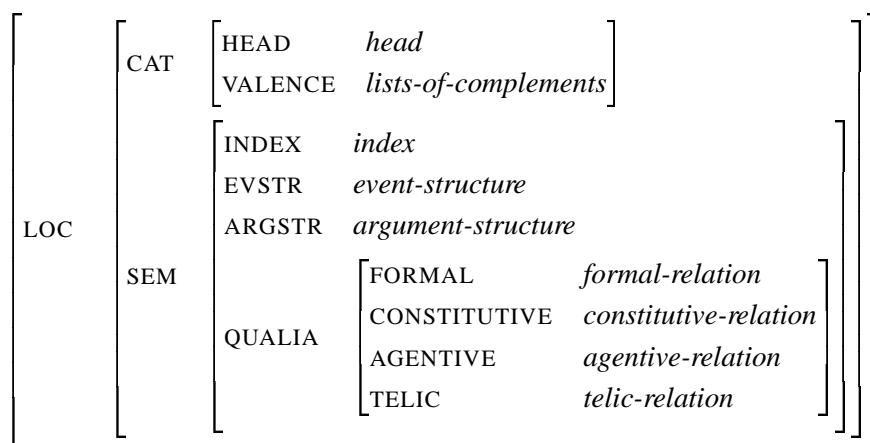 HEAD head
CAT
VALENCE lists-of-complements
INDEX index
EVSTR event-structure
LOC
ARGSTR argument-structure
SEM
FORMAL formal-relation
CONSTITUTIVE constitutive-relation
QUALIA
AGENTIVE agentive-relation
TELIC telic-relation